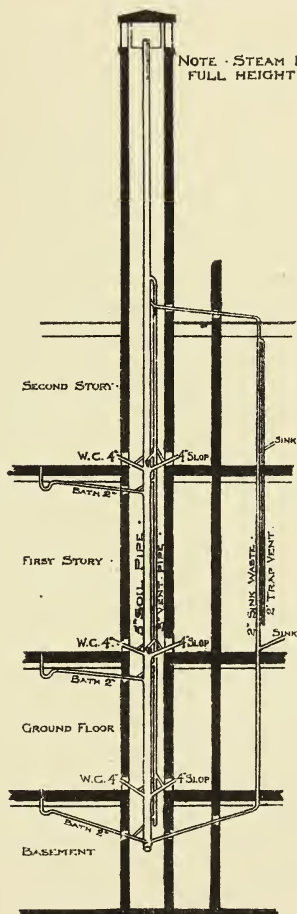 NOTE · STEAM
FULL HEIGHT
SECOND STORY ·
W.C. 4"
4" SLOP
SINK
BATH 2"
FIRST STORY
SOIL PIPE ·
VENT · PIPE ·
2" SINK WASTE ·
2" TRAP VENT.
W.C. 4"
4" SLOP
SINK
BATH 2"
GROUND FLOOR
W.C. 4"
4" SLOP
BATH 2"
BASEMENT